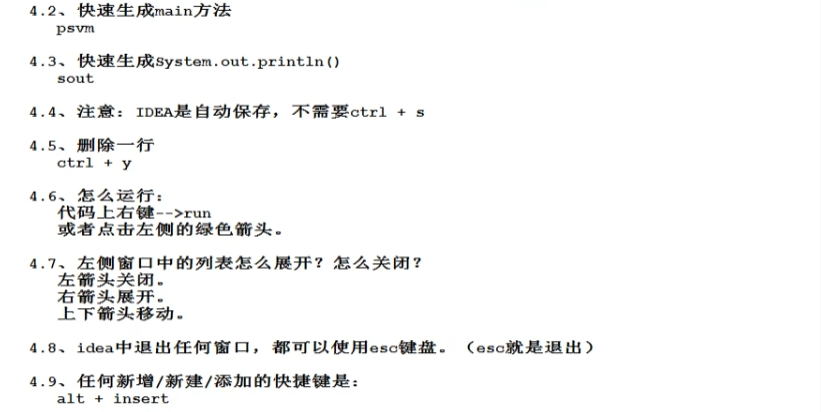 4.2、快速生成main方法
psvm
4.3、快速生成System.out.println()
sout
4.4、注意：IDEA是自动保存，不需要ctrl + s
4.5、删除一行
ctrl + y
4.6、怎么运行：
代码上右键-->run
或者点击左侧的绿色箭头。
4.7、左侧窗口中的列表怎么展开？怎么关闭？
左箭头关闭。
右箭头展开。
上下箭头移动。
4.8、idea中退出任何窗口，都可以使用esc键盘。（esc就是退出）
4.9、任何新增/新建/添加的快捷键是：
alt + insert